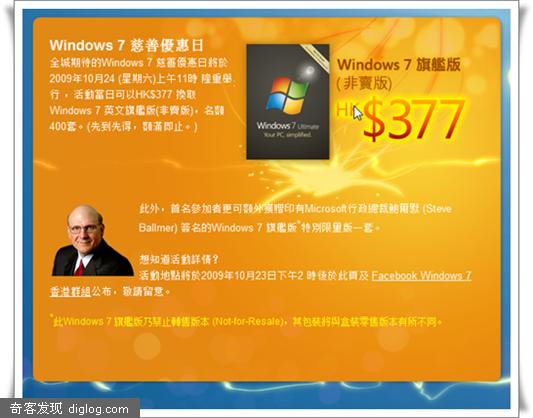 Windows 7 慈善優惠日
全城期待的Windows 7 慈善優惠日將於
2009年10月24 (星期六)上午11時 隆重舉
行，活動當日可以HK$377 換取
Windows 7 英文旗艦版(非賣版)，名額
400套。(先到先得，額滿即止。)
Windows 7 Ultimate
Your PC, simplified.
Windows 7 旗艦版
(非賣版)
HK$377
此外，首名參加者更可額外獲贈印有Microsoft行政總裁鮑爾默 (Steve
Ballmer) 簽名的Windows 7 旗艦版*特別限量版一套。
想知道活動詳情？
活動地點將於2009年10月23日下午2 時後於此頁及 Facebook Windows 7
香港群組公布，敬請留意。
*此Windows 7 旗艦版乃禁止轉售版本 (Not-for-Resale)，其包裝將與盒裝零售版本有所不同。
奇客发现 diglog.com